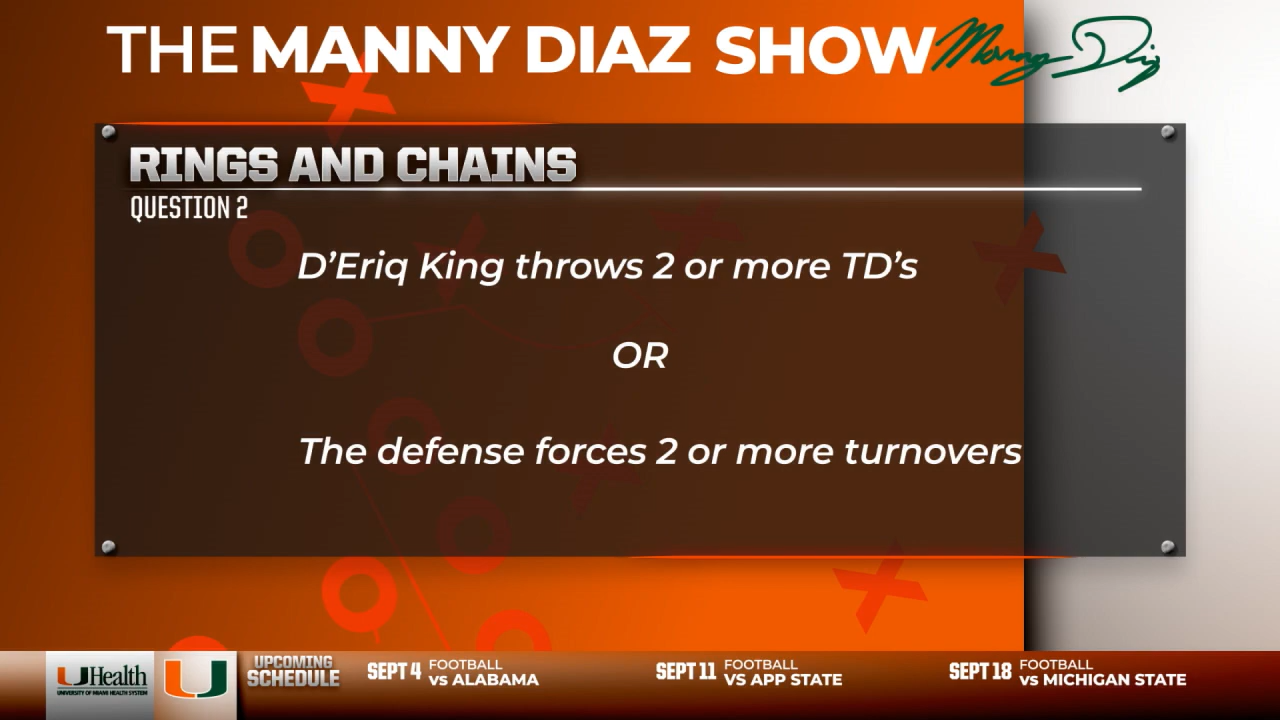 THE MANNY DIAZ SHOW Manny Diaz
RINGS AND CHAINS
QUESTION 2
D’Eriq King throws 2 or more TD’s
OR
The defense forces 2 or more turnovers
UHealth
UNIVERSITY OF MIAMI HEALTH SYSTEM
U
UPCOMING
SCHEDULE
SEPT 4 FOOTBALL
vs ALABAMA
SEPT 11 FOOTBALL
VS APP STATE
SEPT 18 FOOTBALL
vs MICHIGAN STATE